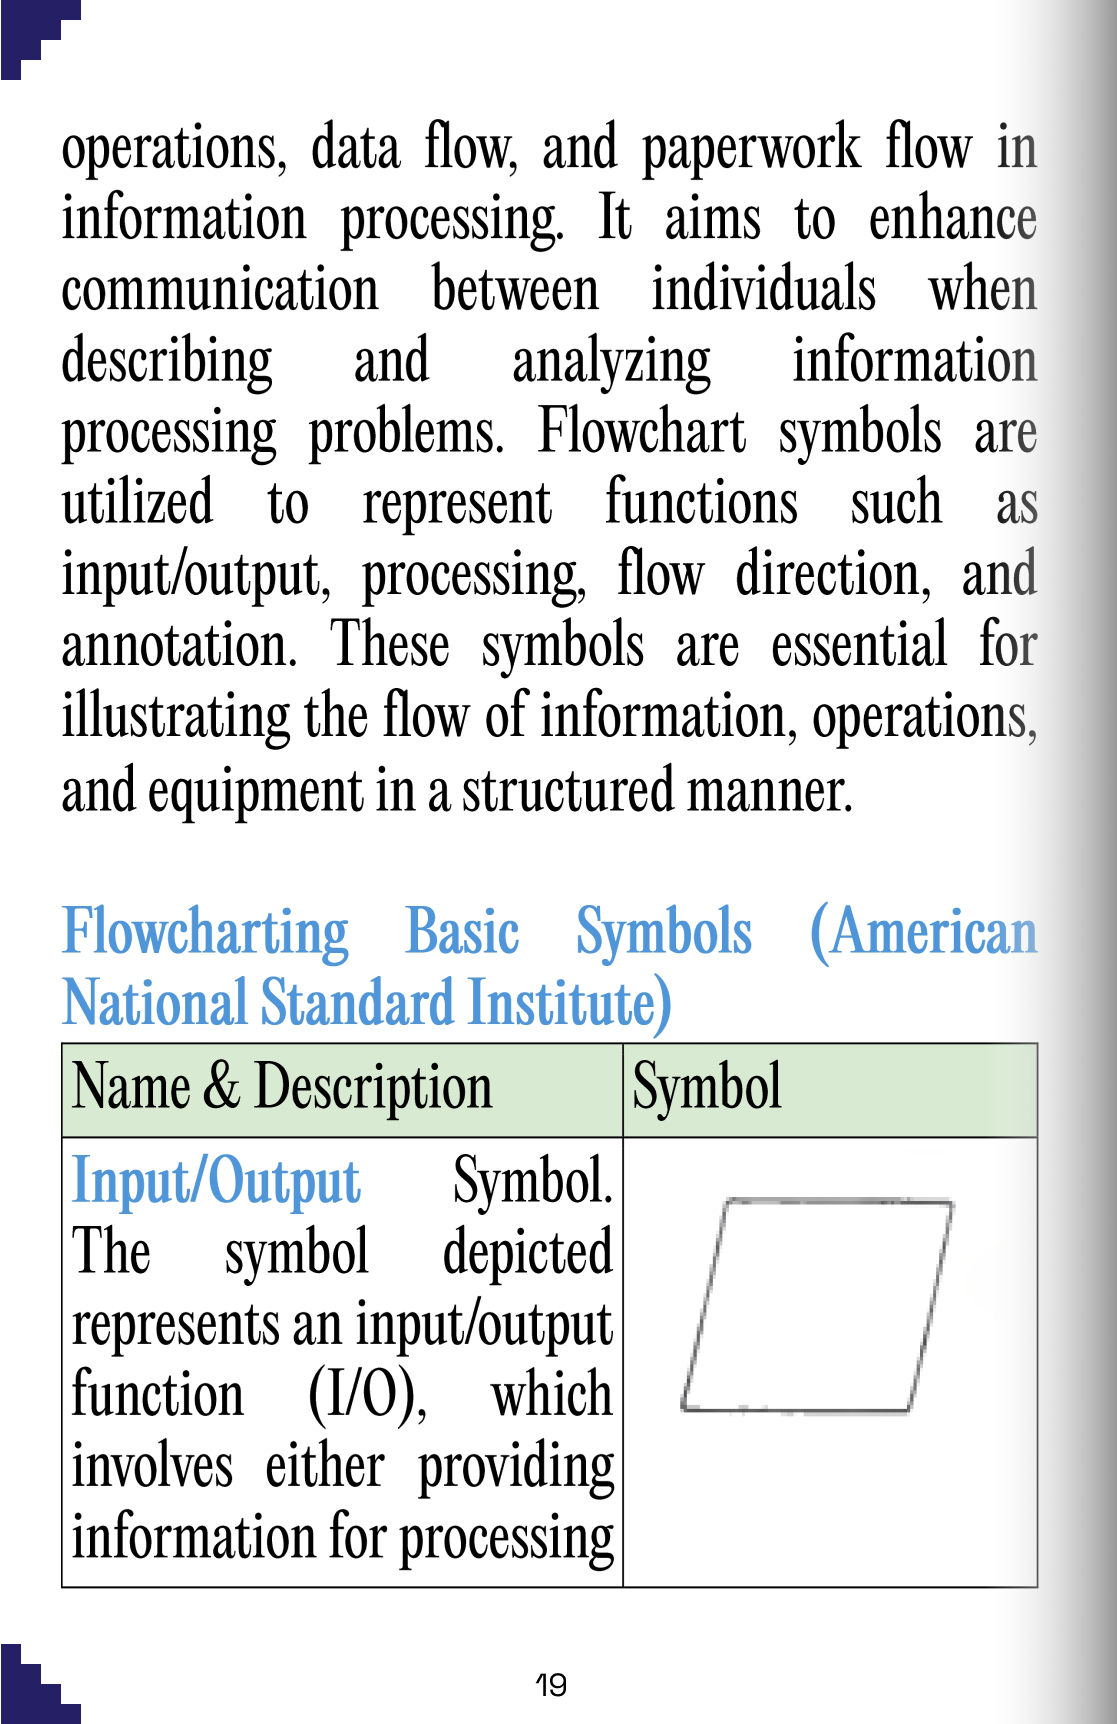 operations, data flow, and paperwork flow in
information processing. It aims to enhance
communication between individuals when
describing and analyzing information
processing problems. Flowchart symbols are
utilized to represent functions such as
input/output, processing, flow direction, and
annotation. These symbols are essential for
illustrating the flow of information, operations,
and equipment in a structured manner.
Flowcharting Basic Symbols (American
National Standard Institute)
Name & Description Symbol
Input/Output Symbol.
The symbol depicted
represents an input/output
function (I/O), which
involves either providing
information for processing
19